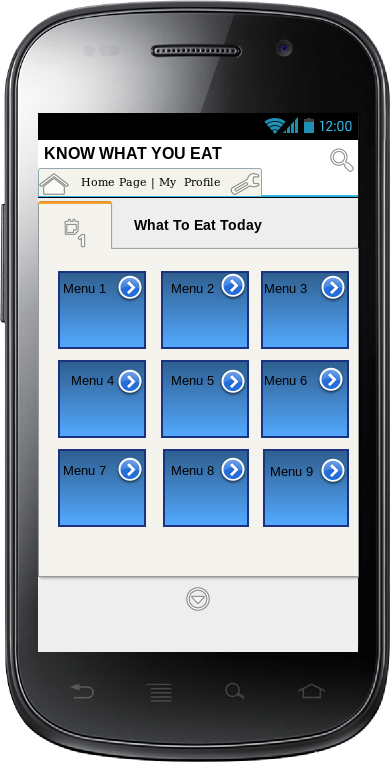 12:00
KNOW WHAT YOU EAT
Home Page | My Profile
1
What To Eat Today
Menu 1 Menu 2 Menu 3
Menu 4 Menu 5 Menu 6
Menu 7 Menu 8 Menu 9